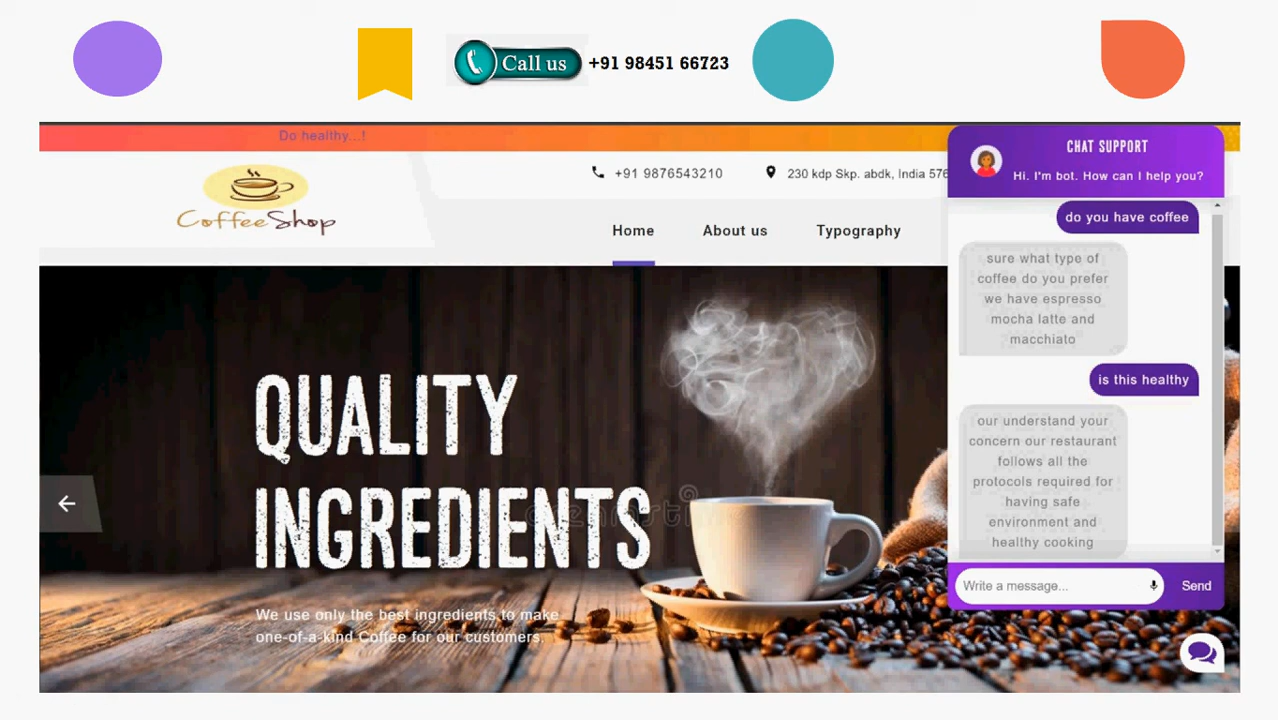 Call us +91 98451 66723
Do healthy...!
CoffeeShop
+91 9876543210
230 kdp Skp. abdk, India 576
Home
About us
Typography
QUALITY
INGREDIENTS
We use only the best ingredients to make
one-of-a-kind Coffee for our customers.
CHAT SUPPORT
Hi. I'm bot. How can I help you?
do you have coffee
sure what type of
coffee do you prefer
we have espresso
mocha latte and
macchiato
is this healthy
our understand your
concern our restaurant
follows all the
protocols required for
having safe
environment and
healthy cooking
Write a message...
Send